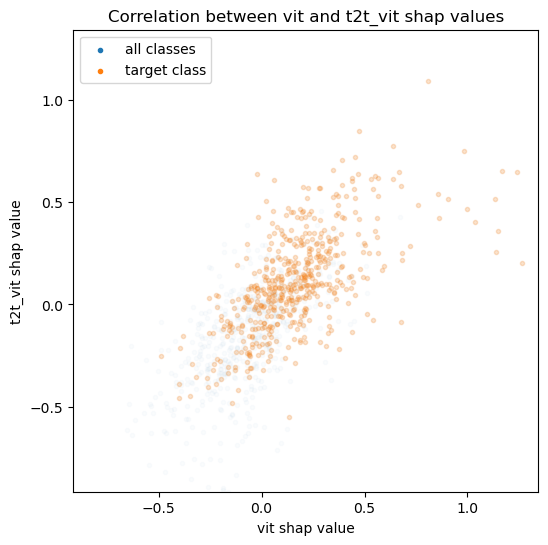 Correlation between vit and t2t_vit shap values
all classes
target class
t2t_vit shap value
1.0
0.5
0.0
−0.5
−0.5
0.0
0.5
1.0
vit shap value